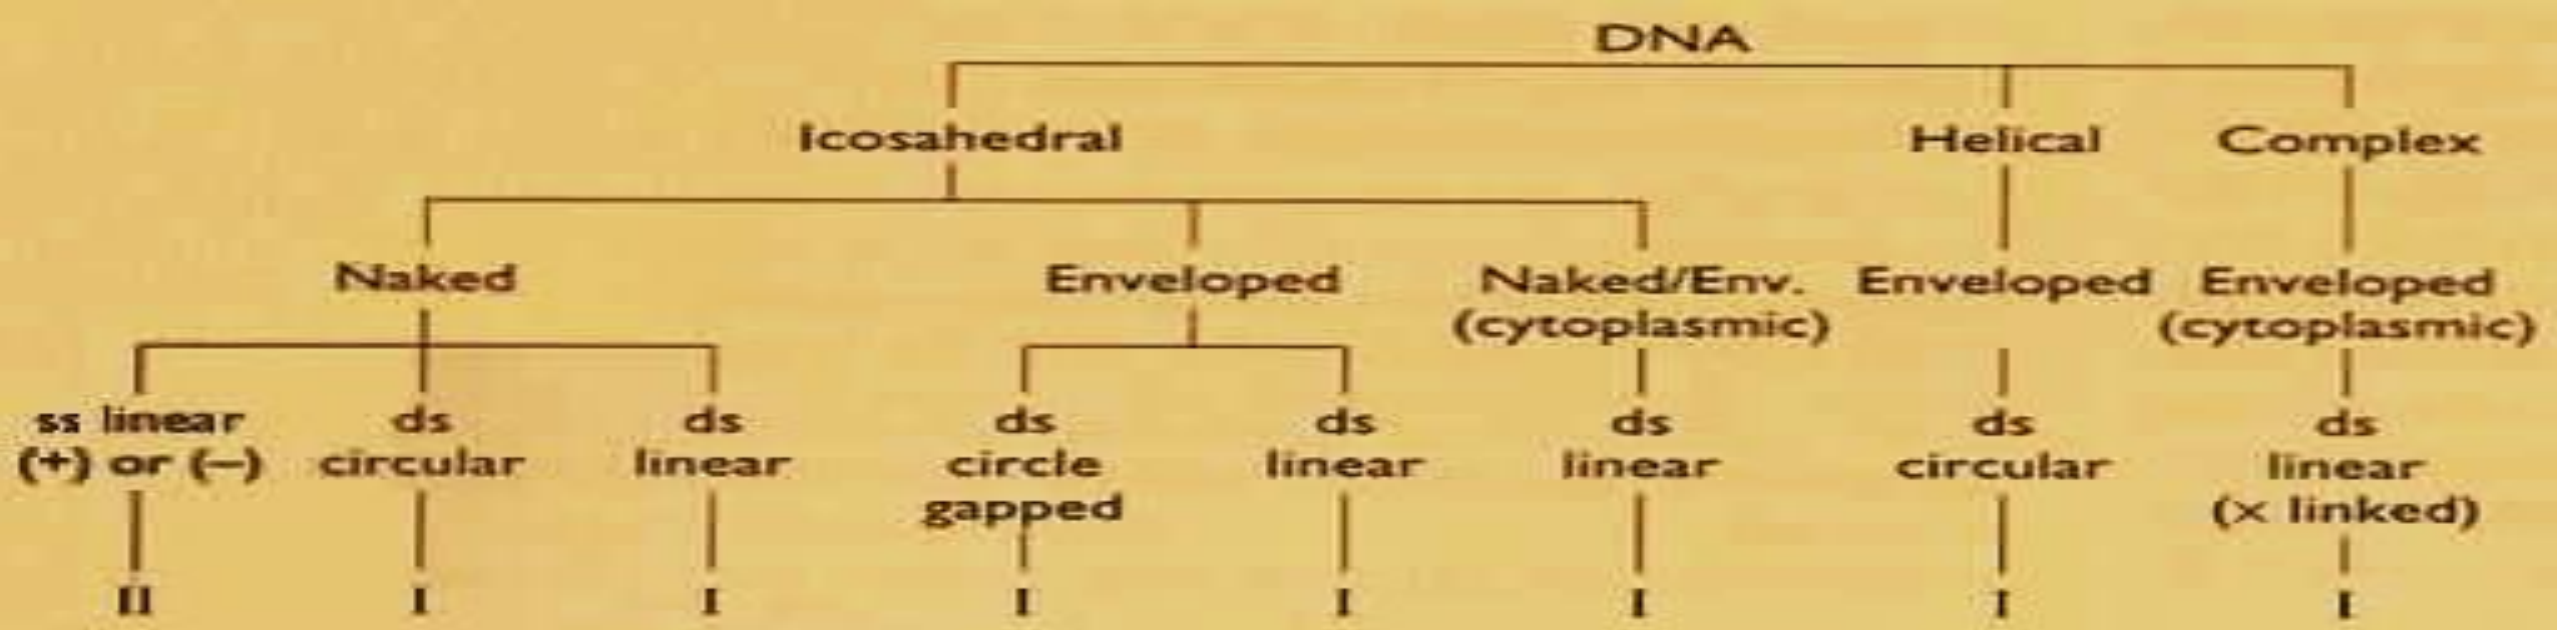 DNA
Icosahedral Helical Complex
Naked Enveloped Naked/Env. Enveloped Enveloped
(cytoplasmic) (cytoplasmic)
ss linear ds ds ds ds ds ds ds
(+) or (−) circular linear circle linear linear circular linear
gapped (x linked)
II I I I I I I I